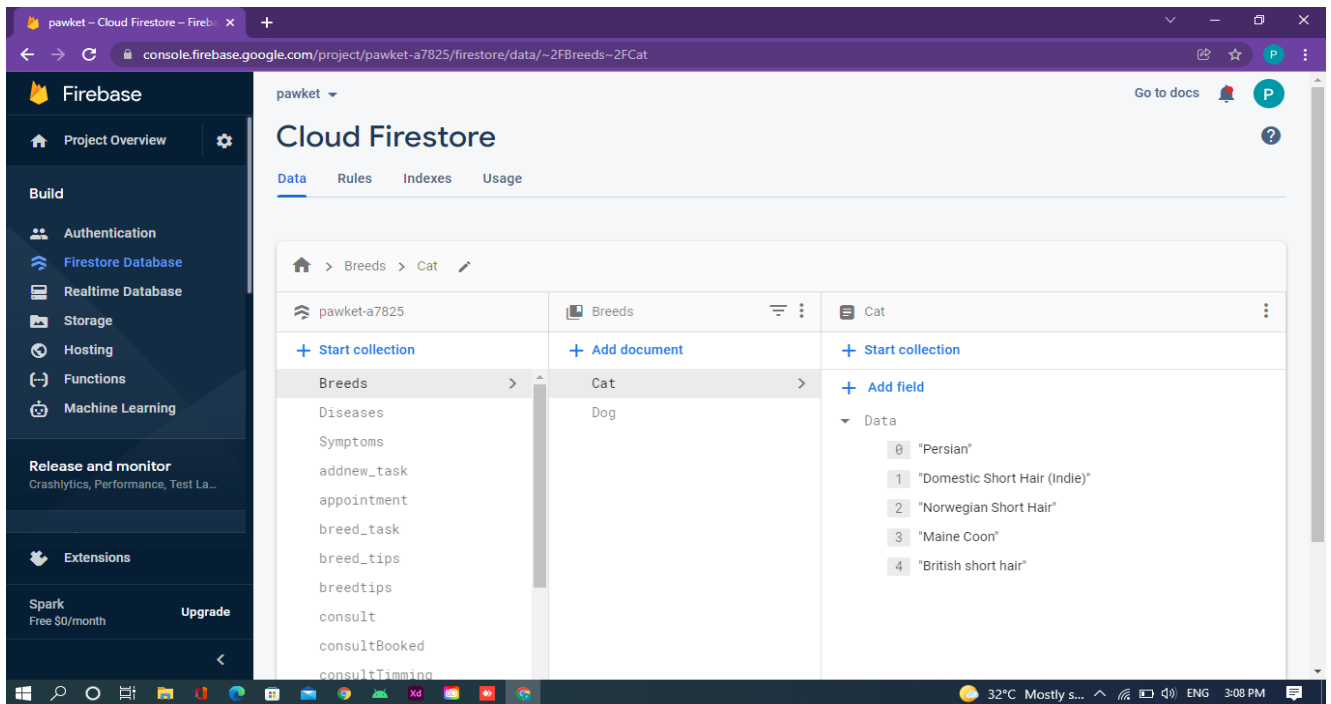 pawket – Cloud Firestore – Fireba
console.firebase.google.com/project/pawket-a7825/firestore/data/~2FBreeds~2FCat
P
Firebase
pawket
Go to docs
P
Project Overview
Cloud Firestore
Data Rules Indexes Usage
Build
Authentication
Firestore Database
Realtime Database
Storage
Hosting
Functions
Machine Learning
Release and monitor
Crashlytics, Performance, Test La...
Extensions
Spark
Free $0/month
Upgrade
> Breeds > Cat
pawket-a7825
+ Start collection
Breeds
Diseases
Symptoms
addnew_task
appointment
breed_task
breed_tips
breedtips
consult
consultBooked
consultTimming
Breeds
+ Add document
Cat
Dog
Cat
+ Start collection
+ Add field
Data
0 "Persian"
1 "Domestic Short Hair (Indie)"
2 "Norwegian Short Hair"
3 "Maine Coon"
4 "British short hair"
Xd
32°C Mostly s... ENG 3:08 PM